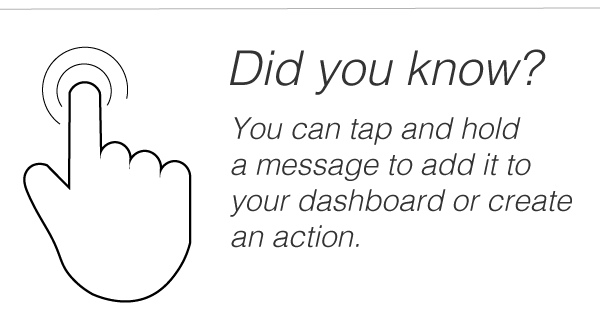 Did you know?
You can tap and hold
a message to add it to
your dashboard or create
an action.